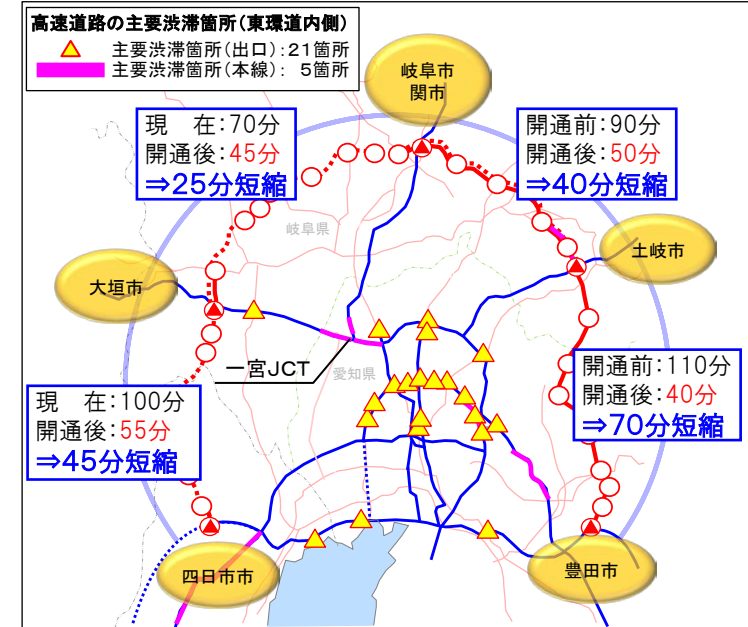 高速道路の主要渋滞箇所(東環道内側)
主要渋滞箇所(出口):21箇所
主要渋滞箇所(本線): 5箇所
岐阜市
関市
現 在:70分
開通後:45分
⇒25分短縮
開通前:90分
開通後:50分
⇒40分短縮
岐阜県
土岐市
大垣市
一宮JCT
愛知県
開通前:110分
開通後:40分
⇒70分短縮
現 在:100分
開通後:55分
⇒45分短縮
四日市市
豊田市